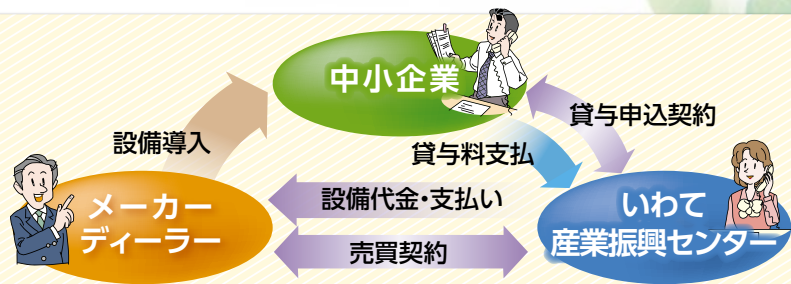 中小企業
設備導入
貸与申込契約
貸与料支払
メーカー
ディーラー
設備代金・支払い
売買契約
いわて
産業振興センター